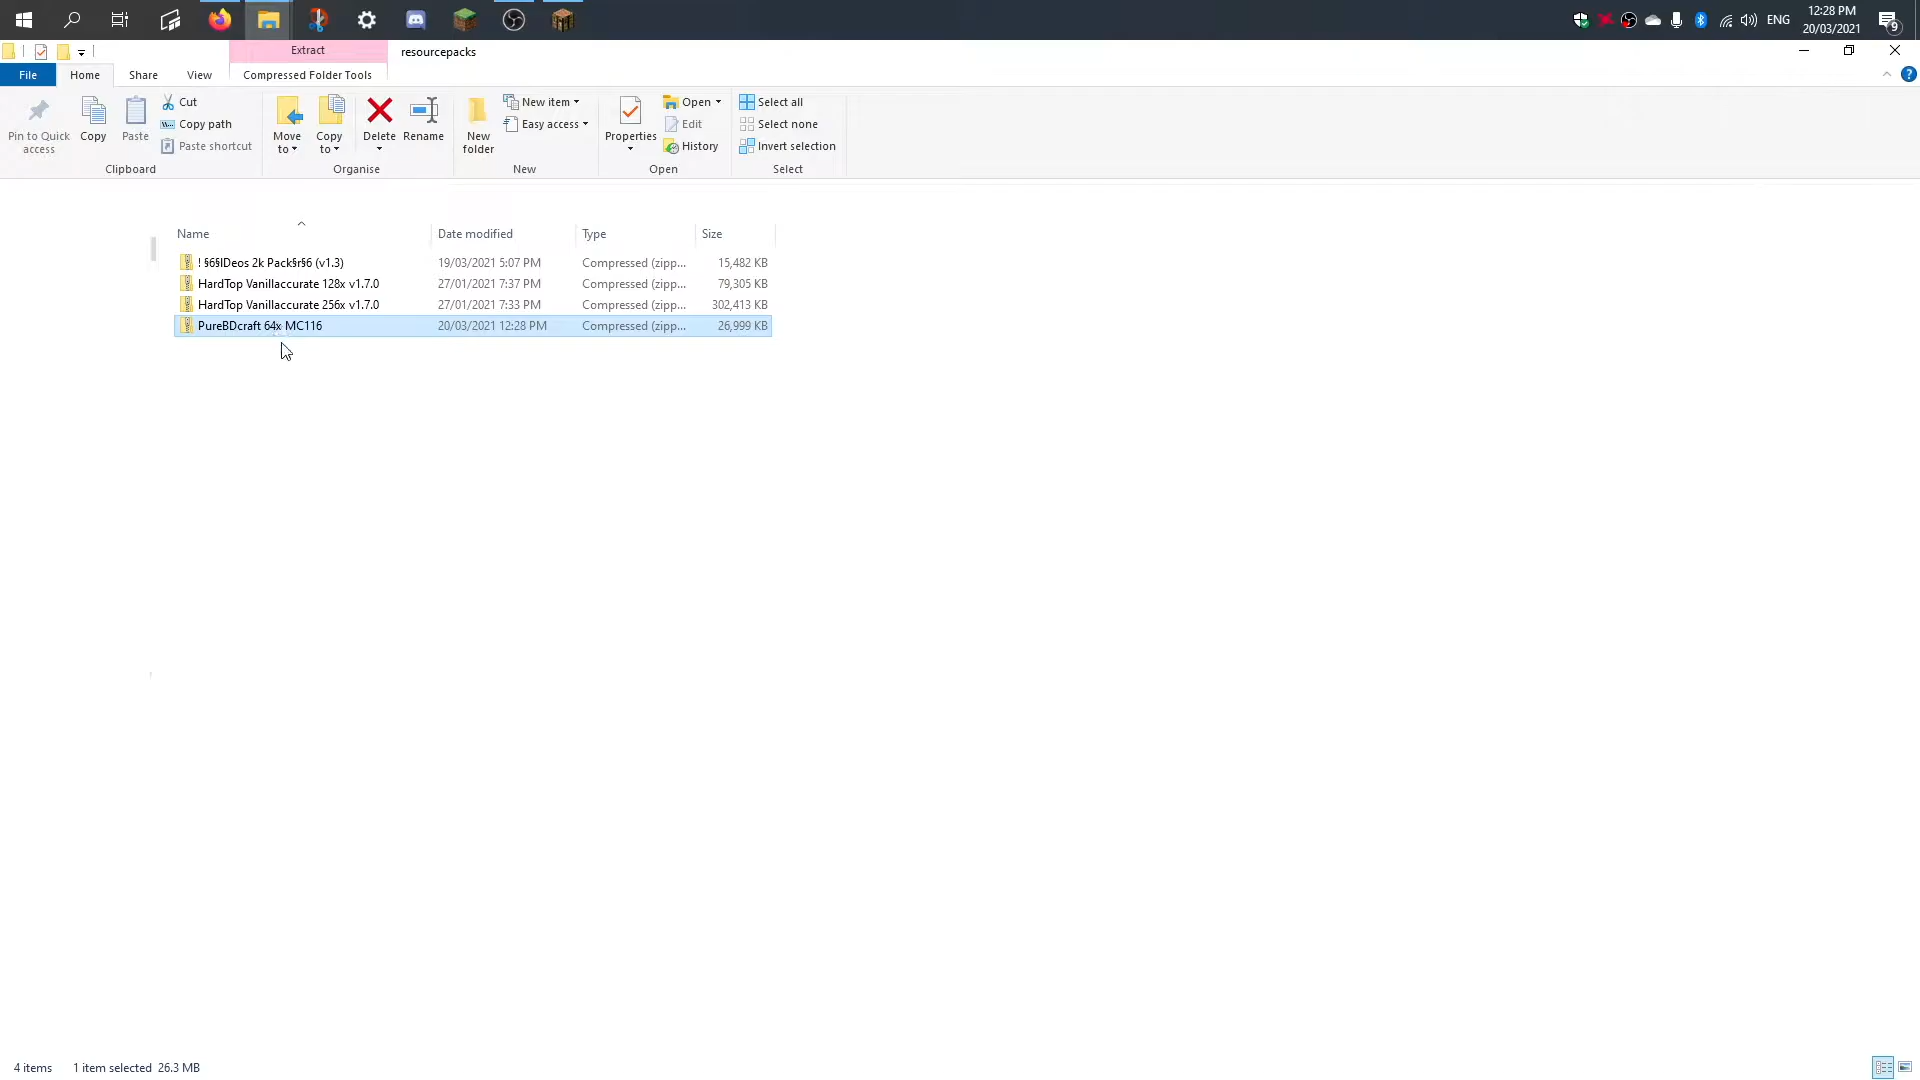 12:28 PM
ENG
20/03/2021
9
Extract
resourcepacks
File
Home
Share
View
Compressed Folder Tools
Pin to Quick access
Copy
Paste
Cut
Copy path
Paste shortcut
Clipboard
Move to
Copy to
Delete
Rename
Organise
New folder
New item
Easy access
New
Properties
Open
Edit
History
Open
Select all
Select none
Invert selection
Select
Name Date modified Type Size
! §6§lDeos 2k Pack§r§6 (v1.3) 19/03/2021 5:07 PM Compressed (zipp... 15,482 KB
HardTop Vanillaccurate 128x v1.7.0 27/01/2021 7:37 PM Compressed (zipp... 79,305 KB
HardTop Vanillaccurate 256x v1.7.0 27/01/2021 7:33 PM Compressed (zipp... 302,413 KB
PureBDcraft 64x MC116 20/03/2021 12:28 PM Compressed (zipp... 26,999 KB
4 items 1 item selected 26.3 MB